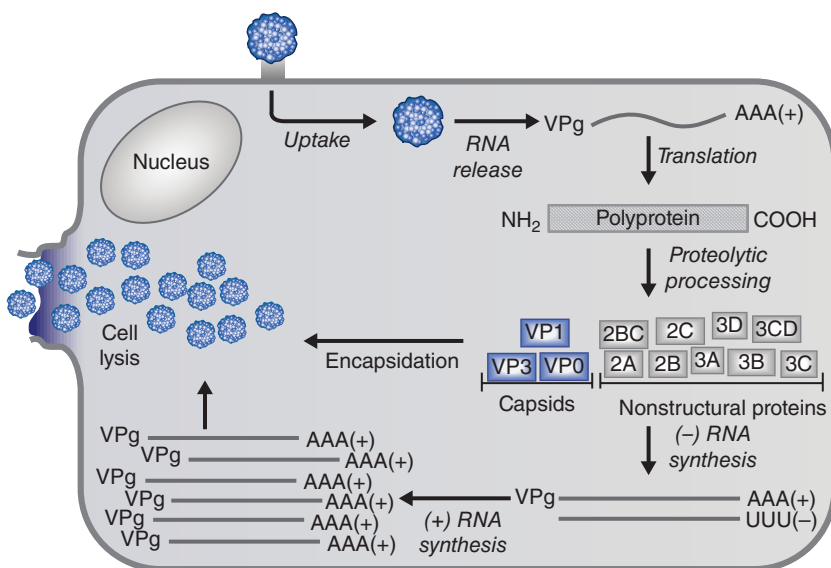 Uptake
RNA
release
VPg
AAA(+)
Nucleus
Translation
NH₂
Polyprotein
COOH
Proteolytic
processing
Cell
lysis
Encapsidation
VP1
VP3
VP0
Capsids
2BC
2C
3D
3CD
2A
2B
3A
3B
3C
Nonstructural proteins
(–) RNA
synthesis
VPg
AAA(+)
UUU(–)
(+) RNA
synthesis
VPg AAA(+)
VPg AAA(+)
VPg AAA(+)
VPg AAA(+)
VPg AAA(+)
VPg AAA(+)